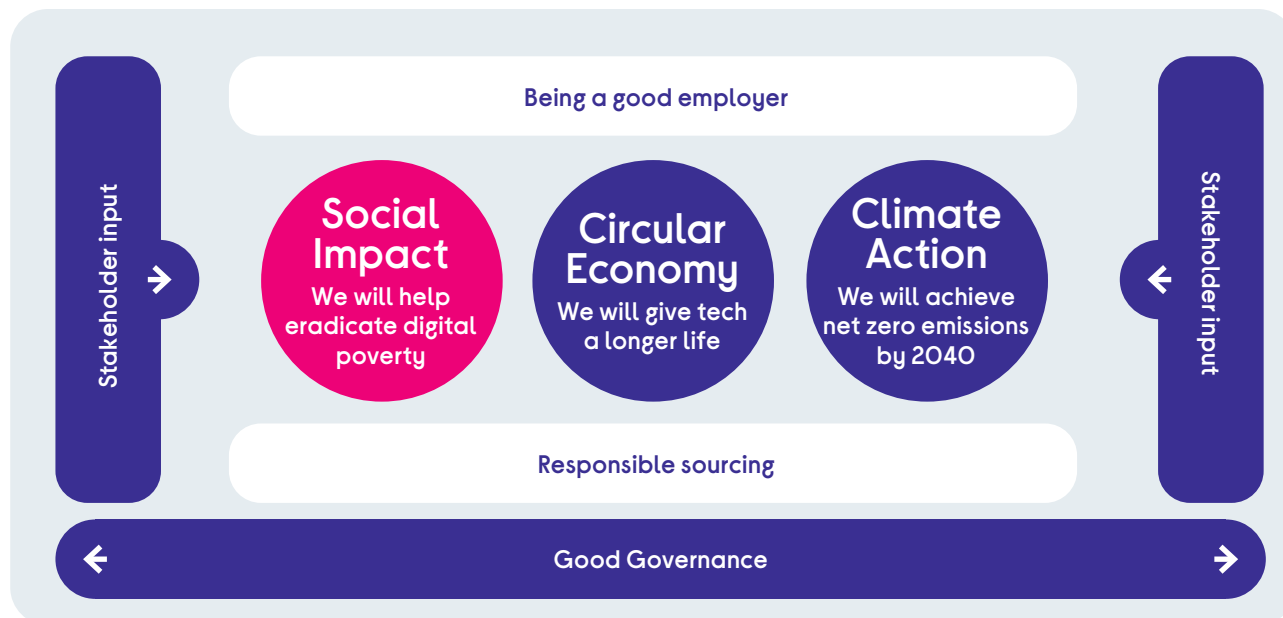 Being a good employer
Stakeholder input
Social
Impact
We will help
eradicate digital
poverty
Circular
Economy
We will give tech
a longer life
Climate
Action
We will achieve
net zero emissions
by 2040
Stakeholder input
Responsible sourcing
Good Governance